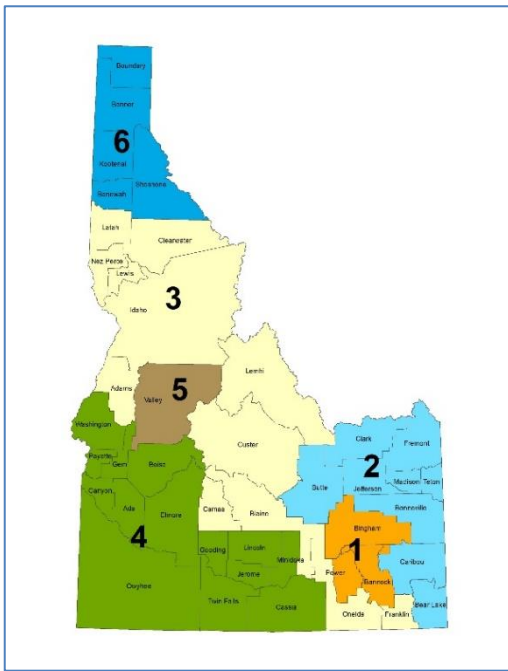 Boundary
Bonner
6
Kootenai
Shoshone
Benewah
Latah
Clearwater
Nez Perce
Lewis
Idaho
3
Lemhi
Adams
Valley
5
Washington
Custer
Payette
Gem
Boise
Clark
Fremont
2
Butte
Jefferson
Madison
Teton
Canyon
Ada
Elmore
Camas
Blaine
Bonneville
Bingham
4
Gooding
Lincoln
Minidoka
1
Jerome
Power
Bannock
Caribou
Owyhee
Twin Falls
Cassia
Oneida
Franklin
Bear Lake